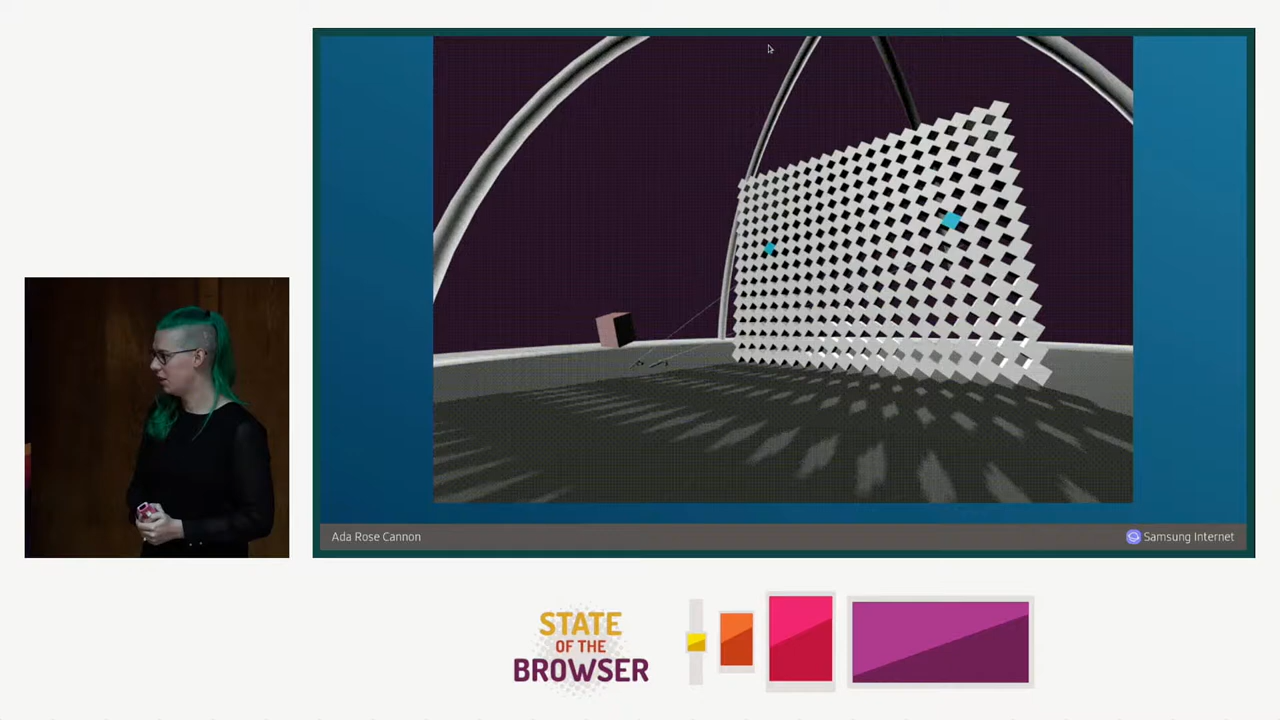 Ada Rose Cannon
Samsung Internet
STATE
OF THE
BROWSER